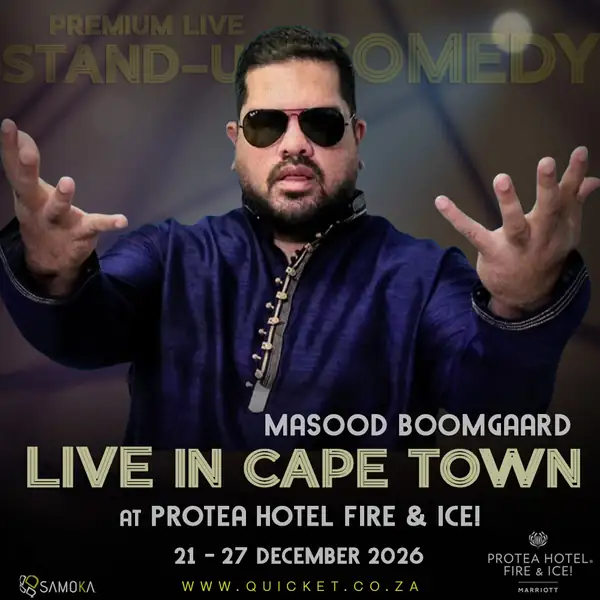 PREMIUM LIVE
STAND-U COMEDY
MASOOD BOOMGAARD
LIVE IN CAPE TOWN
AT PROTEA HOTEL FIRE & ICE!
21 - 27 DECEMBER 2026
PROTEA HOTEL®
FIRE & ICE!
MARRIOTT
SAMOKA
WWW.QUICKET.CO.ZA